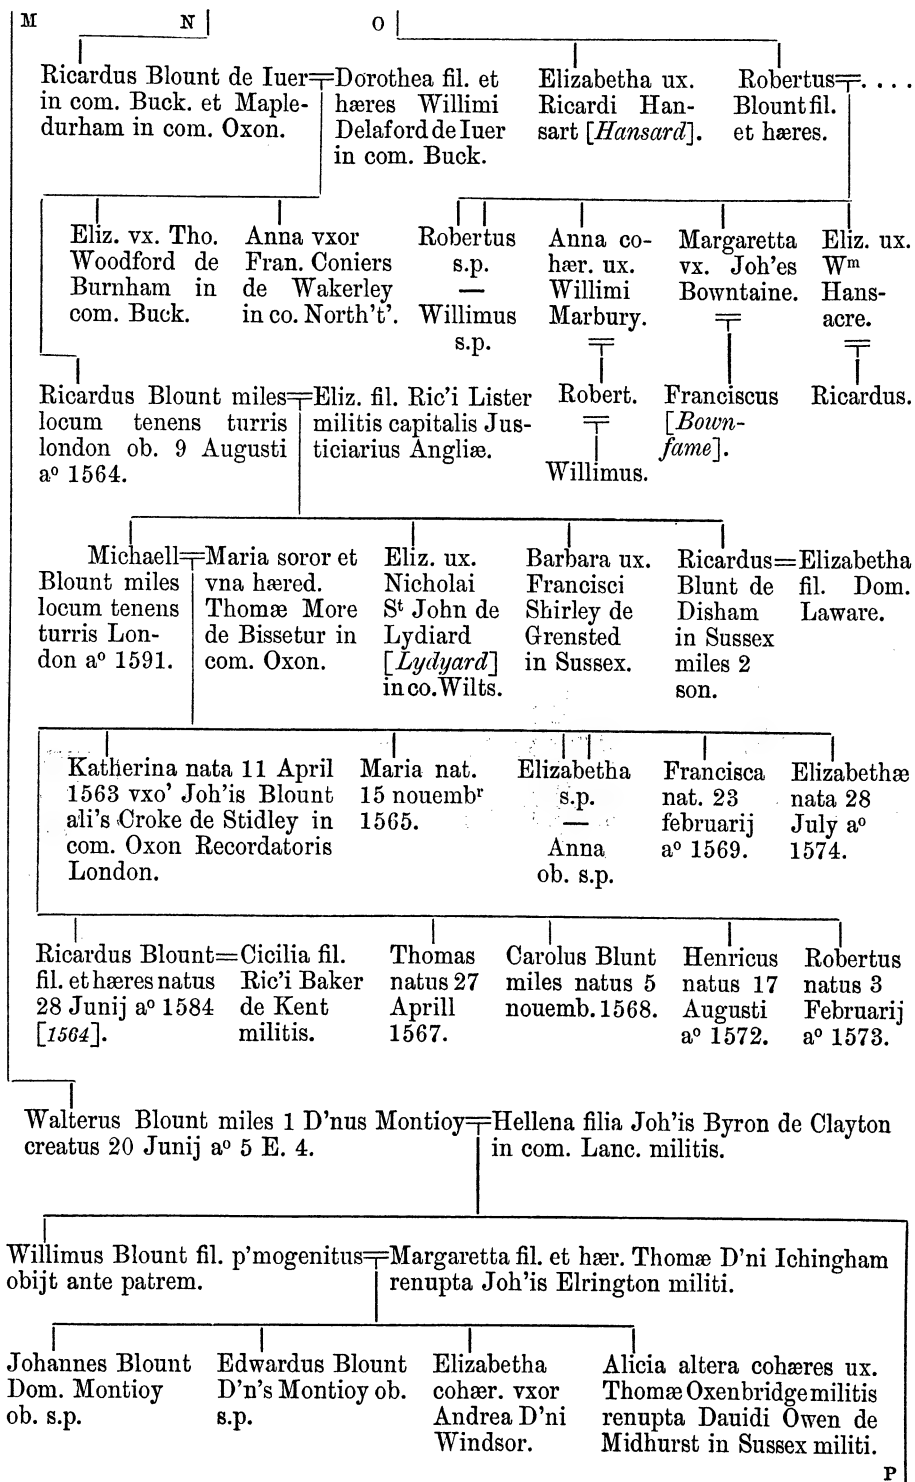 M N O
Ricardus Blount de Iuer
in com. Buck. et Maple-
durham in com. Oxon.
Dorothea fil. et
hæres Willimi
Delaford de Iuer
in com. Buck.
Elizabetha ux.
Ricardi Han-
sart [Hansard].
Robertus
Blount fil.
et hæres.
. . . .
Eliz. vx. Tho.
Woodford de
Burnham in
com. Buck.
Anna vxor
Fran. Coniers
de Wakerley
in co. North't'.
Robertus
s.p.
—
Willimus
s.p.
Anna co-
hær. ux.
Willimi
Marbury.
Margaretta
vx. Joh'es
Bowntaine.
Eliz. ux.
Wm
Hans-
acre.
Ricardus Blount miles
locum tenens turris
london ob. 9 Augusti
aº 1564.
Eliz. fil. Ric'i Lister
militis capitalis Jus-
ticiarius Angliæ.
Robert.
Willimus.
Franciscus
[Bown-
fame].
Ricardus.
Michaell
Blount miles
locum tenens
turris Lon-
don aº 1591.
Maria soror et
vna hæred.
Thomæ More
de Bissetur in
com. Oxon.
Eliz. ux.
Nicholai
St John de
Lydiard
[Lydyard]
in co. Wilts.
Barbara ux.
Francisci
Shirley de
Grensted
in Sussex.
Ricardus=
Blunt de
Disham
in Sussex
miles 2
son.
Elizabetha
fil. Dom.
Laware.
Katherina nata 11 April
1563 vxo' Joh'is Blount
ali's Croke de Stidley in
com. Oxon Recordatoris
London.
Maria nat.
15 nouembr
1565.
Elizabetha
s.p.
—
Anna
ob. s.p.
Francisca
nat. 23
februarij
aº 1569.
Elizabethæ
nata 28
July aº
1574.
Ricardus Blount=
fil. et hæres natus
28 Junij aº 1584
[1564].
Cicilia fil.
Ric'i Baker
de Kent
militis.
Thomas
natus 27
Aprill
1567.
Carolus Blunt
miles natus 5
nouemb. 1568.
Henricus
natus 17
Augusti
aº 1572.
Robertus
natus 3
Februarij
aº 1573.
Walterus Blount miles 1 D'nus Montioy
creatus 20 Junij aº 5 E. 4.
Hellena filia Joh'is Byron de Clayton
in com. Lanc. militis.
Willimus Blount fil. p'mogenitus
obijt ante patrem.
Margaretta fil. et hær. Thomæ D'ni Ichingham
renupta Joh'is Elrington militi.
Johannes Blount
Dom. Montioy
ob. s.p.
Edwardus Blount
D'n's Montioy ob.
s.p.
Elizabetha
cohær. vxor
Andrea D'ni
Windsor.
Alicia altera cohæres ux.
Thomæ Oxenbridge militis
renupta Dauidi Owen de
Midhurst in Sussex militi.
P